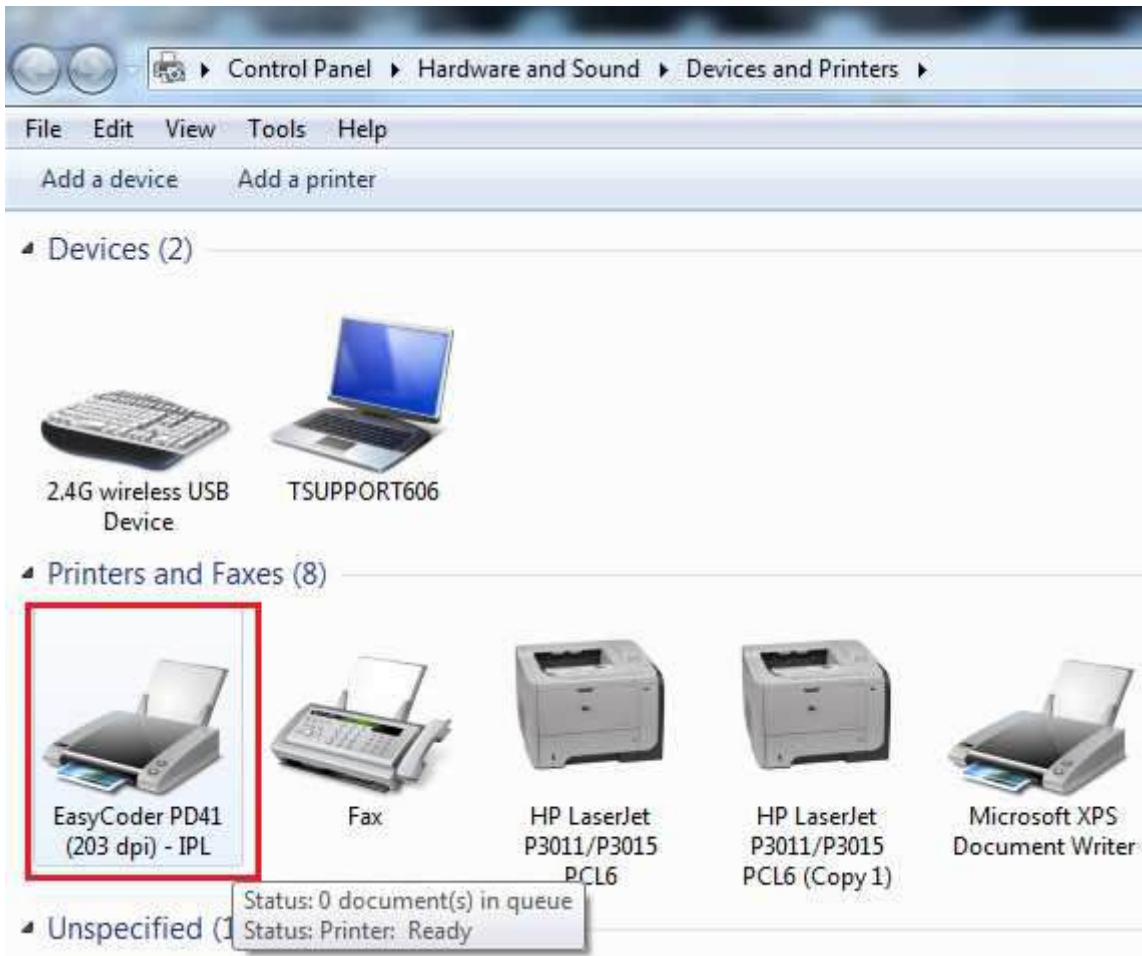 Control Panel Hardware and Sound Devices and Printers
File Edit View Tools Help
Add a device Add a printer
Devices (2)
2.4G wireless USB
Device
TSUPPORT606
Printers and Faxes (8)
EasyCoder PD41
(203 dpi) - IPL
Fax
HP LaserJet
P3011/P3015
PCL6
HP LaserJet
P3011/P3015
PCL6 (Copy 1)
Microsoft XPS
Document Writer
Status: 0 document(s) in queue
Status: Printer: Ready
Unspecified (1